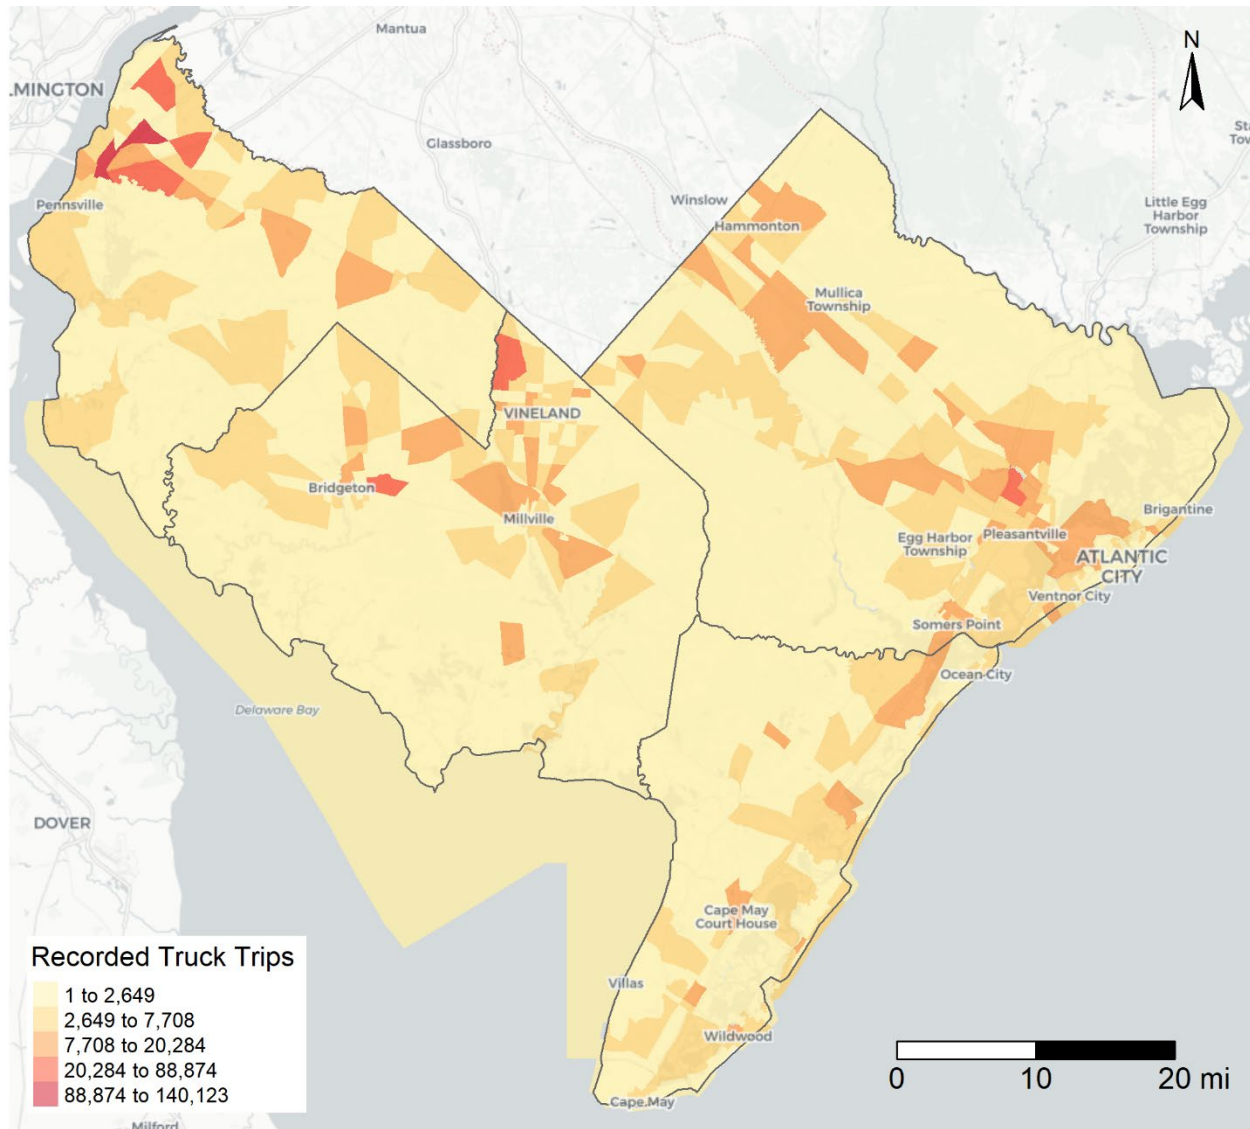 Mantua
N
LMINGTON
Glassboro
Winslow
Pennsville
Little Egg
Harbor
Township
Hammonton
Mullica
Township
VINELAND
Bridgeton
Millville
Brigantine
Egg Harbor
Township
Pleasantville
ATLANTIC
CITY
Ventnor City
Somers Point
Ocean City
Delaware Bay
DOVER
Cape May
Court House
Villas
Wildwood
Cape May
Milford
Recorded Truck Trips
1 to 2,649
2,649 to 7,708
7,708 to 20,284
20,284 to 88,874
88,874 to 140,123
0 10 20 mi